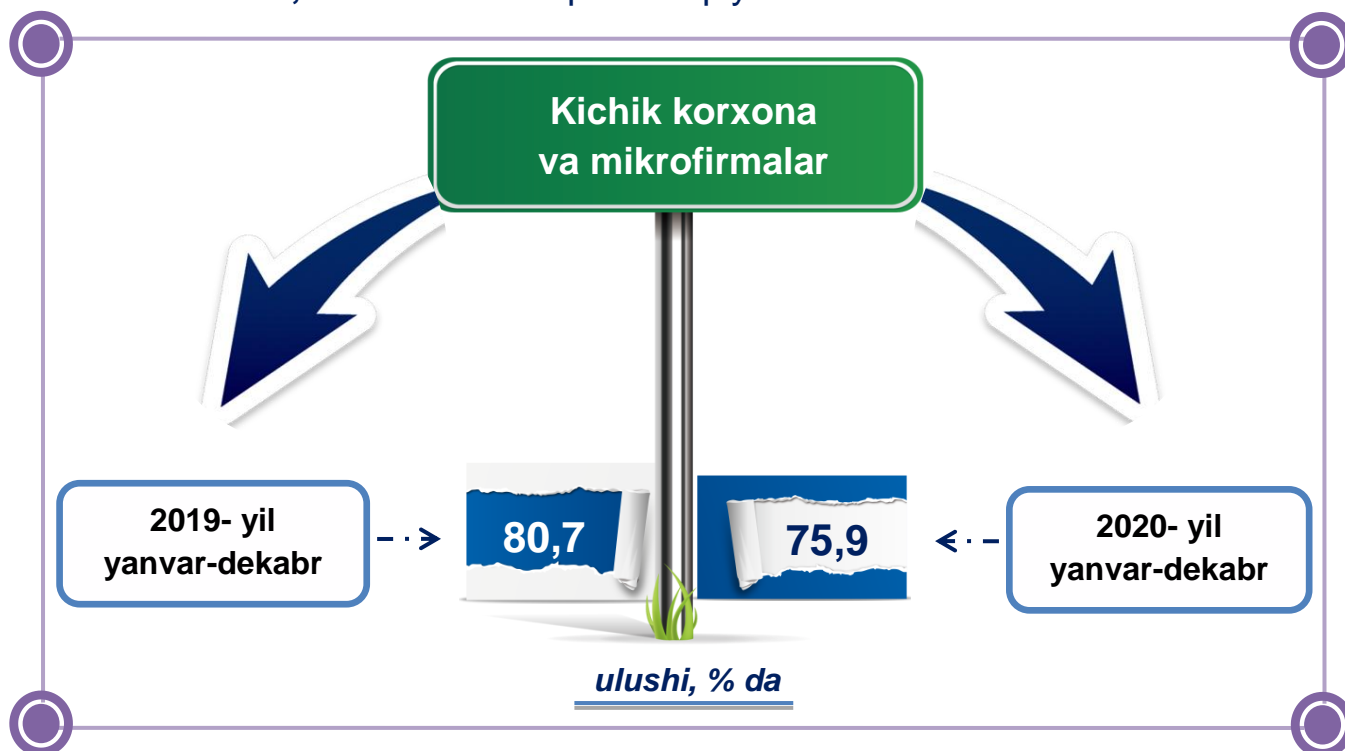 Kichik korxona
va mikrofirmalar
2019- yil
yanvar-dekabr
80,7
75,9
2020- yil
yanvar-dekabr
ulushi, % da